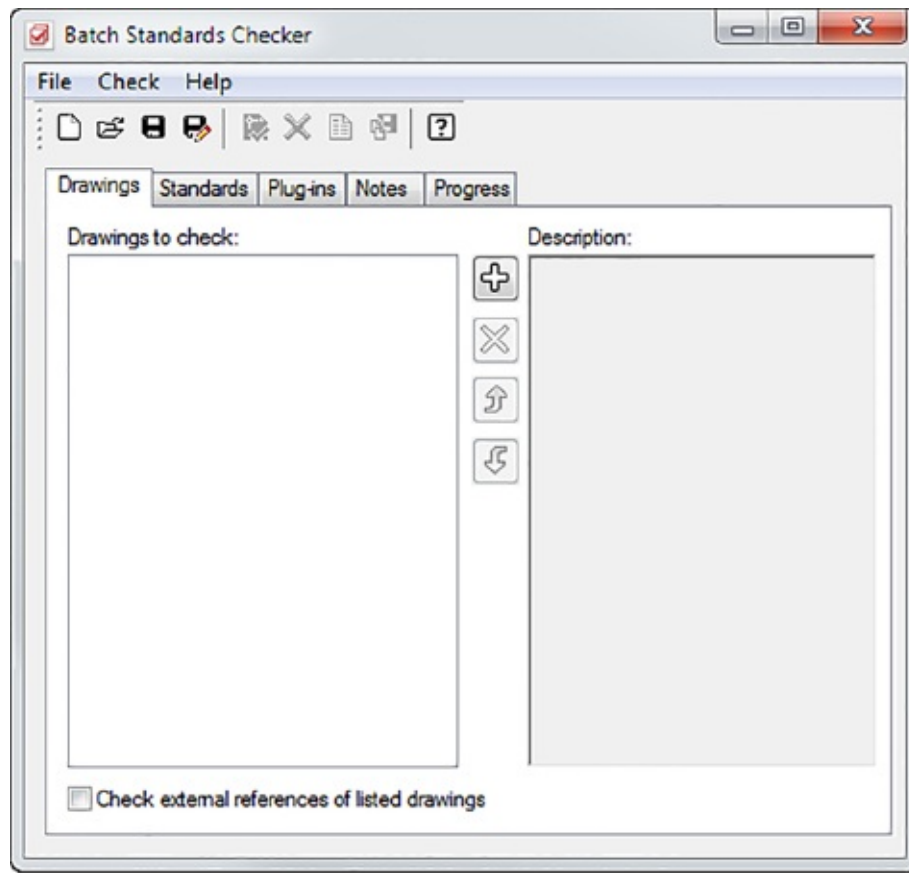 Batch Standards Checker
File Check Help
Drawings Standards Plug-ins Notes Progress
Drawings to check:
Description:
Check external references of listed drawings